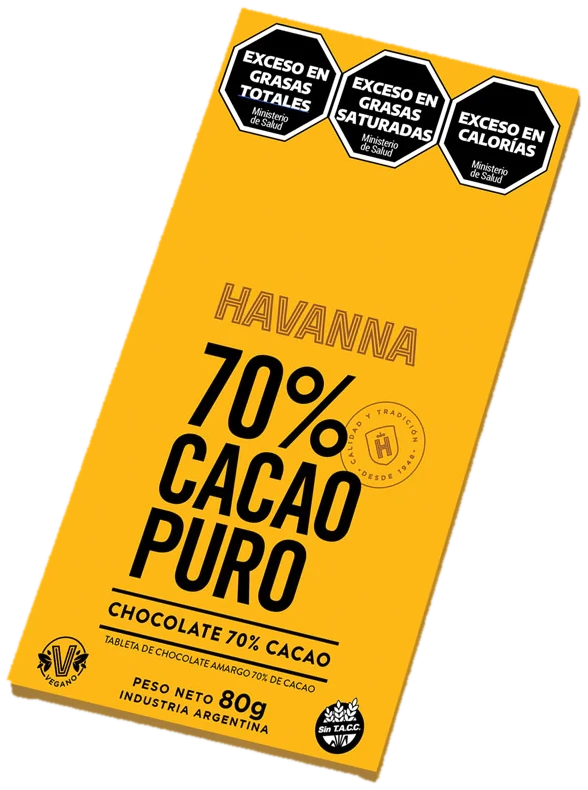 EXCESO EN
GRASAS
TOTALES
Ministerio
de Salud
EXCESO EN
GRASAS
SATURADAS
Ministerio
de Salud
EXCESO EN
CALORÍAS
Ministerio
de Salud
HAVANNA
70%
CACAO
PURO
CALIDAD Y TRADICIÓN
H
• DESDE 1948 •
CHOCOLATE 70% CACAO
TABLETA DE CHOCOLATE AMARGO 70% DE CACAO
V
VEGANO
PESO NETO 80g
INDUSTRIA ARGENTINA
Sin T.A.C.C.